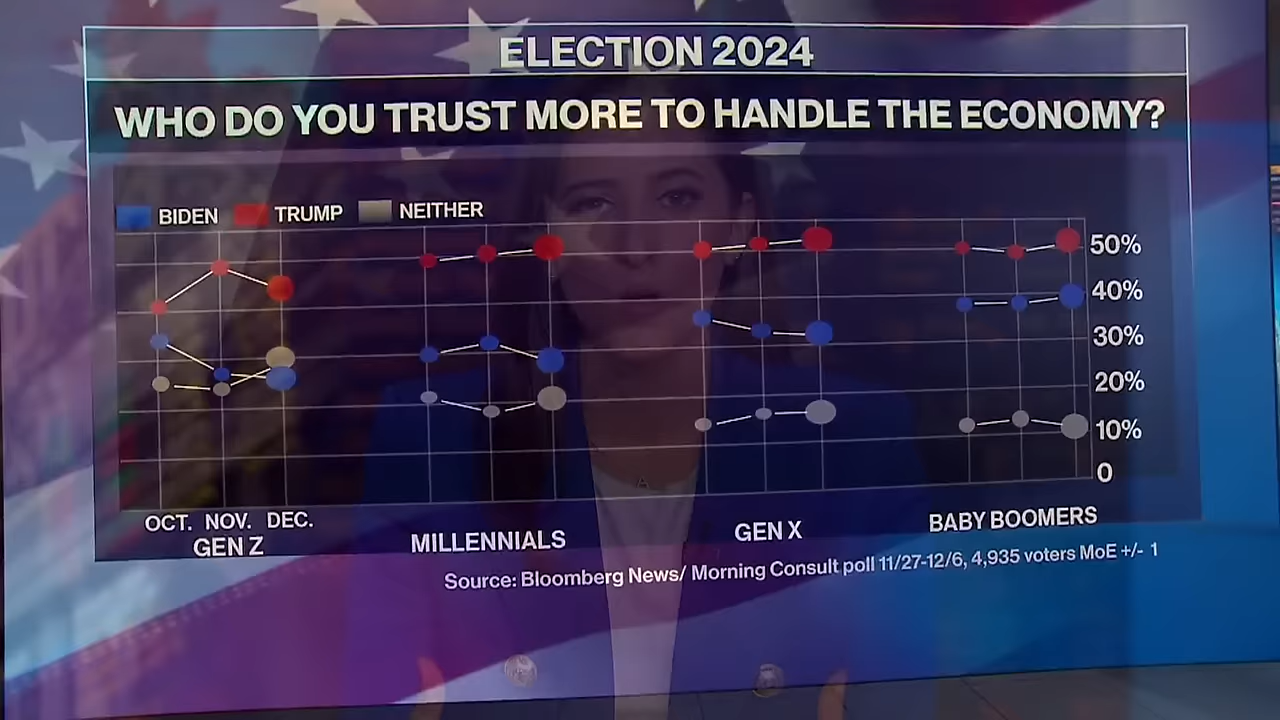 ELECTION 2024
WHO DO YOU TRUST MORE TO HANDLE THE ECONOMY?
BIDEN TRUMP NEITHER
50%
40%
30%
20%
10%
0
OCT. NOV. DEC.
GEN Z
MILLENNIALS
GEN X
BABY BOOMERS
Source: Bloomberg News/ Morning Consult poll 11/27-12/6, 4,935 voters MoE +/- 1